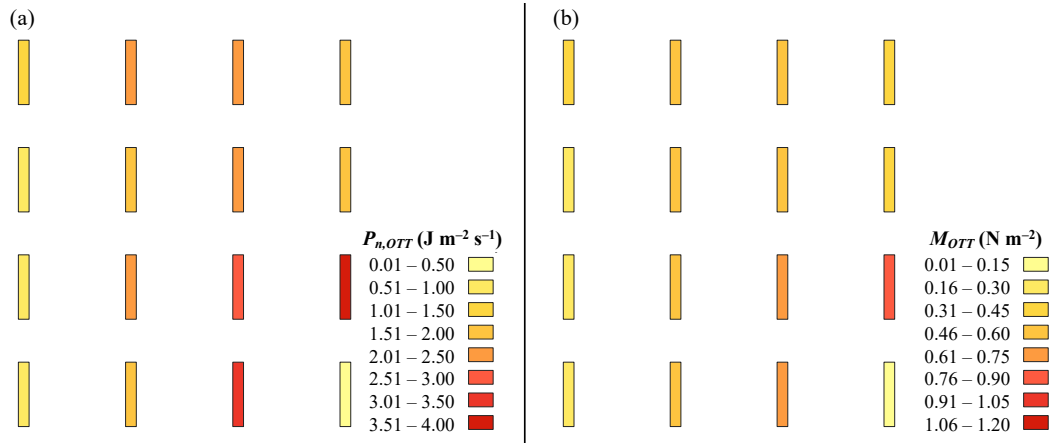 (a)
P_n,OTT (J m⁻² s⁻¹)
0.01 – 0.50
0.51 – 1.00
1.01 – 1.50
1.51 – 2.00
2.01 – 2.50
2.51 – 3.00
3.01 – 3.50
3.51 – 4.00
(b)
M_OTT (N m⁻²)
0.01 – 0.15
0.16 – 0.30
0.31 – 0.45
0.46 – 0.60
0.61 – 0.75
0.76 – 0.90
0.91 – 1.05
1.06 – 1.20